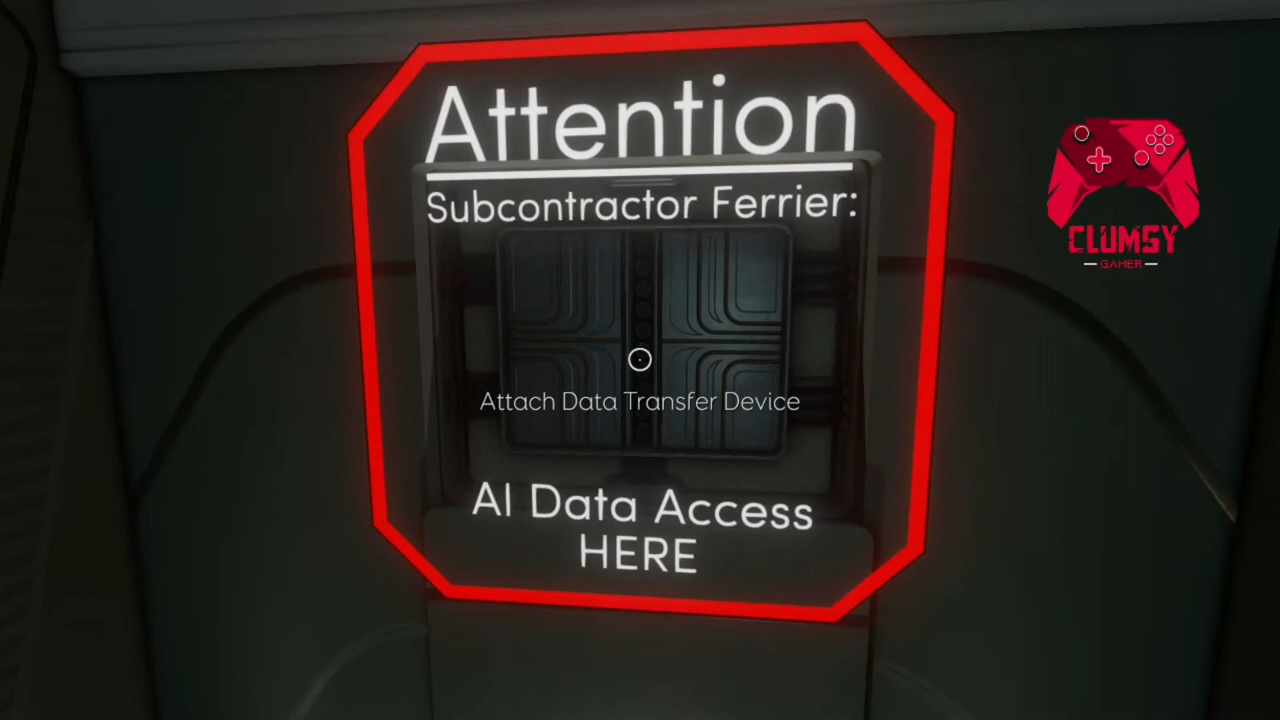 Attention
Subcontractor Ferrier:
Attach Data Transfer Device
AI Data Access
HERE
CLUMSY
GAMER